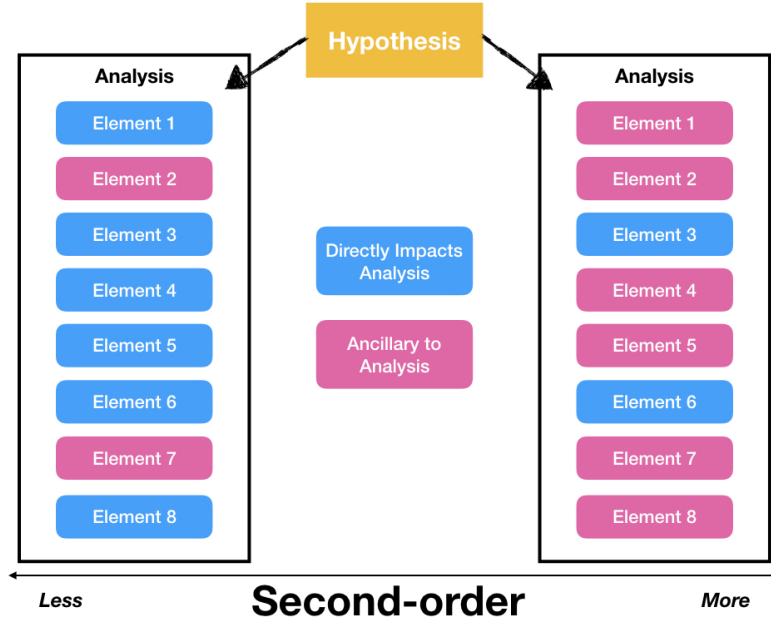 Hypothesis
Analysis
Element 1
Element 2
Element 3
Element 4
Element 5
Element 6
Element 7
Element 8
Directly Impacts
Analysis
Ancillary to
Analysis
Analysis
Element 1
Element 2
Element 3
Element 4
Element 5
Element 6
Element 7
Element 8
Less
Second-order
More